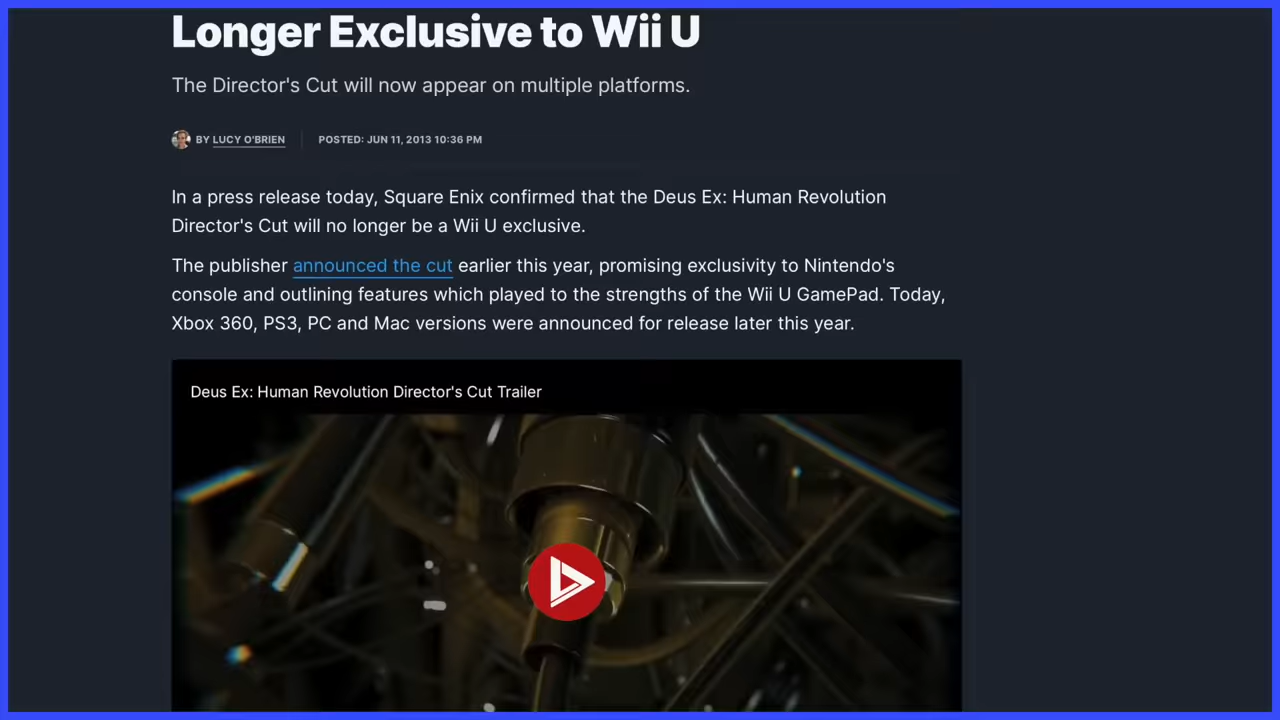 Longer Exclusive to Wii U
The Director's Cut will now appear on multiple platforms.
BY LUCY O'BRIEN POSTED: JUN 11, 2013 10:36 PM
In a press release today, Square Enix confirmed that the Deus Ex: Human Revolution
Director's Cut will no longer be a Wii U exclusive.
The publisher announced the cut earlier this year, promising exclusivity to Nintendo's
console and outlining features which played to the strengths of the Wii U GamePad. Today,
Xbox 360, PS3, PC and Mac versions were announced for release later this year.
Deus Ex: Human Revolution Director's Cut Trailer